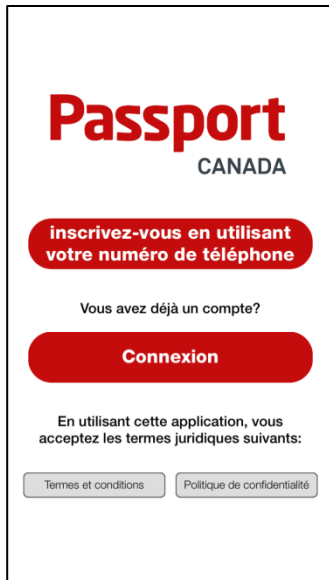 Passport
CANADA
inscrivez-vous en utilisant
votre numéro de téléphone
Vous avez déjà un compte?
Connexion
En utilisant cette application, vous
acceptez les termes juridiques suivants:
Termes et conditions
Politique de confidentialité